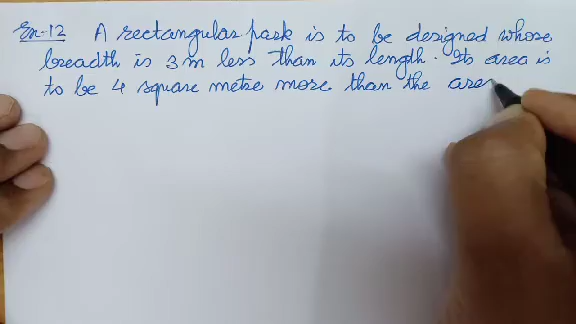 Ex-12 A rectangular park is to be designed whose
breadth is 3 m less than its length. Its area is
to be 4 square metre more than the area